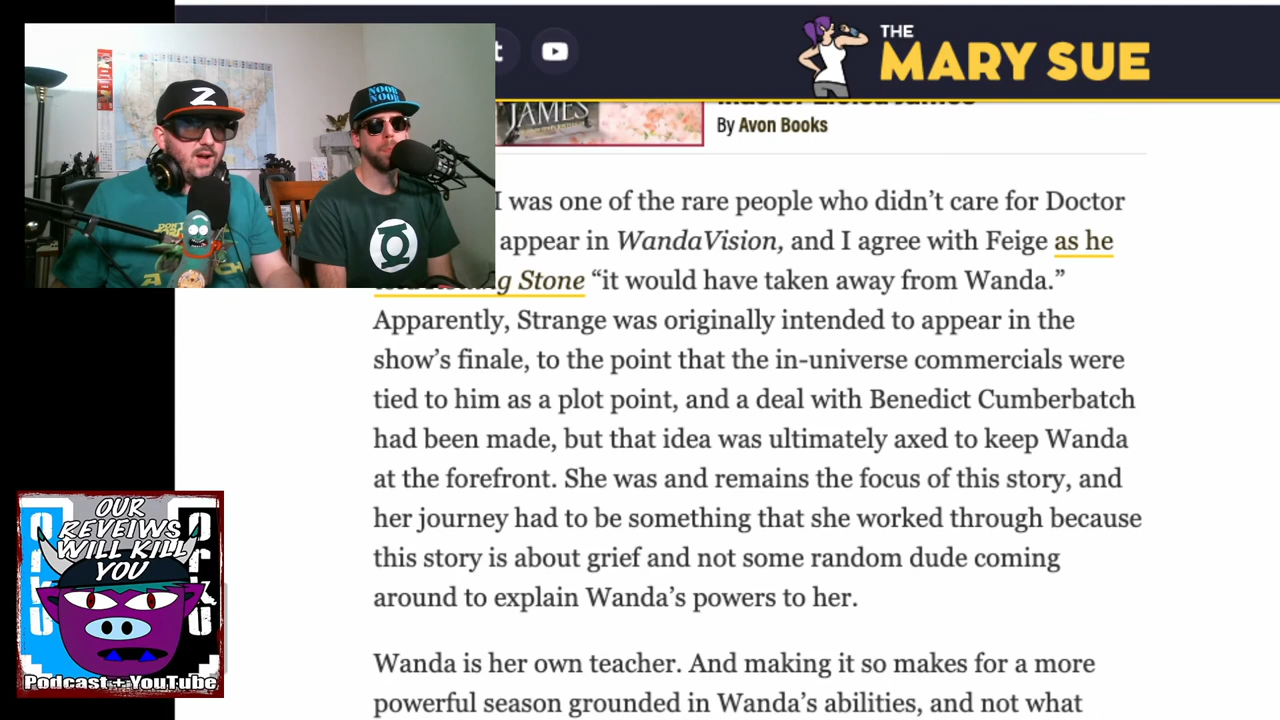 THE
MARY SUE
t
JAMES
By Avon Books
I was one of the rare people who didn’t care for Doctor
appear in WandaVision, and I agree with Feige as he
Stone “it would have taken away from Wanda.”
Apparently, Strange was originally intended to appear in the
show’s finale, to the point that the in-universe commercials were
tied to him as a plot point, and a deal with Benedict Cumberbatch
had been made, but that idea was ultimately axed to keep Wanda
at the forefront. She was and remains the focus of this story, and
her journey had to be something that she worked through because
this story is about grief and not some random dude coming
around to explain Wanda’s powers to her.
Wanda is her own teacher. And making it so makes for a more
powerful season grounded in Wanda’s abilities, and not what
Z
NOOB
NOOB
OUR
REVEIWS
WILL KILL
YOU
Podcast + YouTube